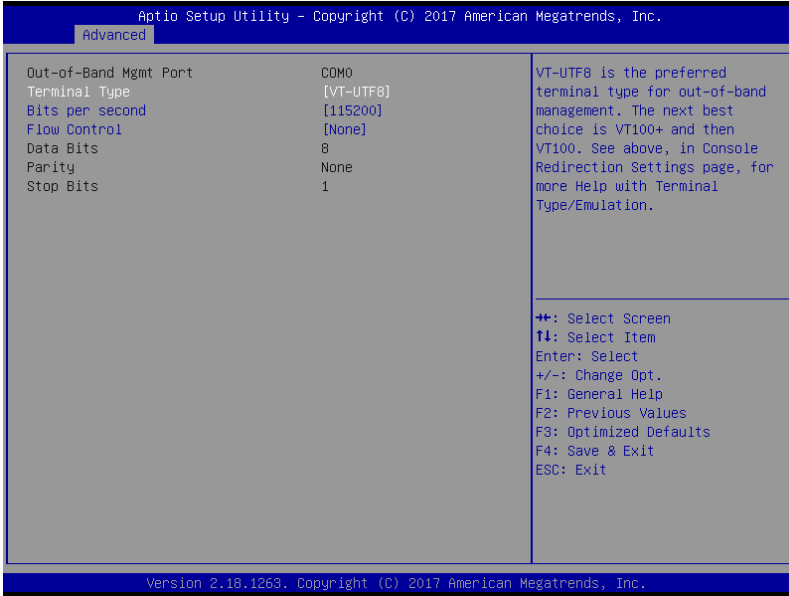 Aptio Setup Utility – Copyright (C) 2017 American Megatrends, Inc.
Advanced
Out-of-Band Mgmt Port COM0
Terminal Type [VT-UTF8]
Bits per second [115200]
Flow Control [None]
Data Bits 8
Parity None
Stop Bits 1
VT-UTF8 is the preferred
terminal type for out-of-band
management. The next best
choice is VT100+ and then
VT100. See above, in Console
Redirection Settings page, for
more Help with Terminal
Type/Emulation.
→←: Select Screen
↑↓: Select Item
Enter: Select
+/-: Change Opt.
F1: General Help
F2: Previous Values
F3: Optimized Defaults
F4: Save & Exit
ESC: Exit
Version 2.18.1263. Copyright (C) 2017 American Megatrends, Inc.